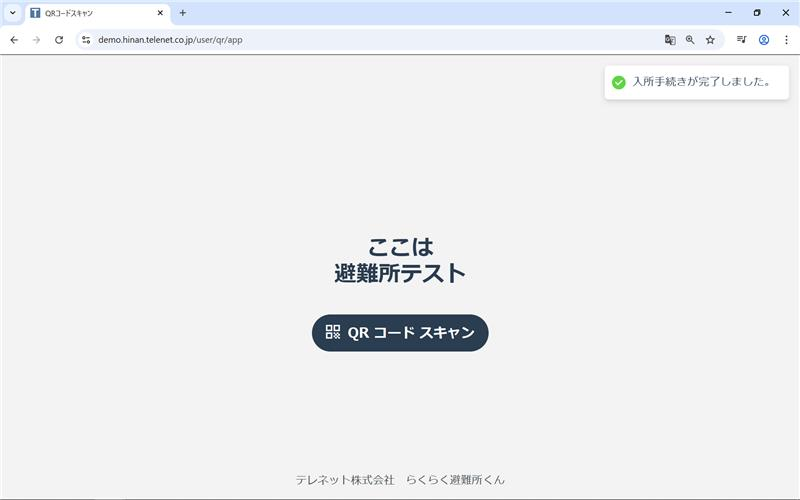 QRコードスキャン
demo.hinan.telenet.co.jp/user/qr/app
入所手続きが完了しました。
ここは
避難所テスト
QR コード スキャン
テレネット株式会社　らくらく避難所くん